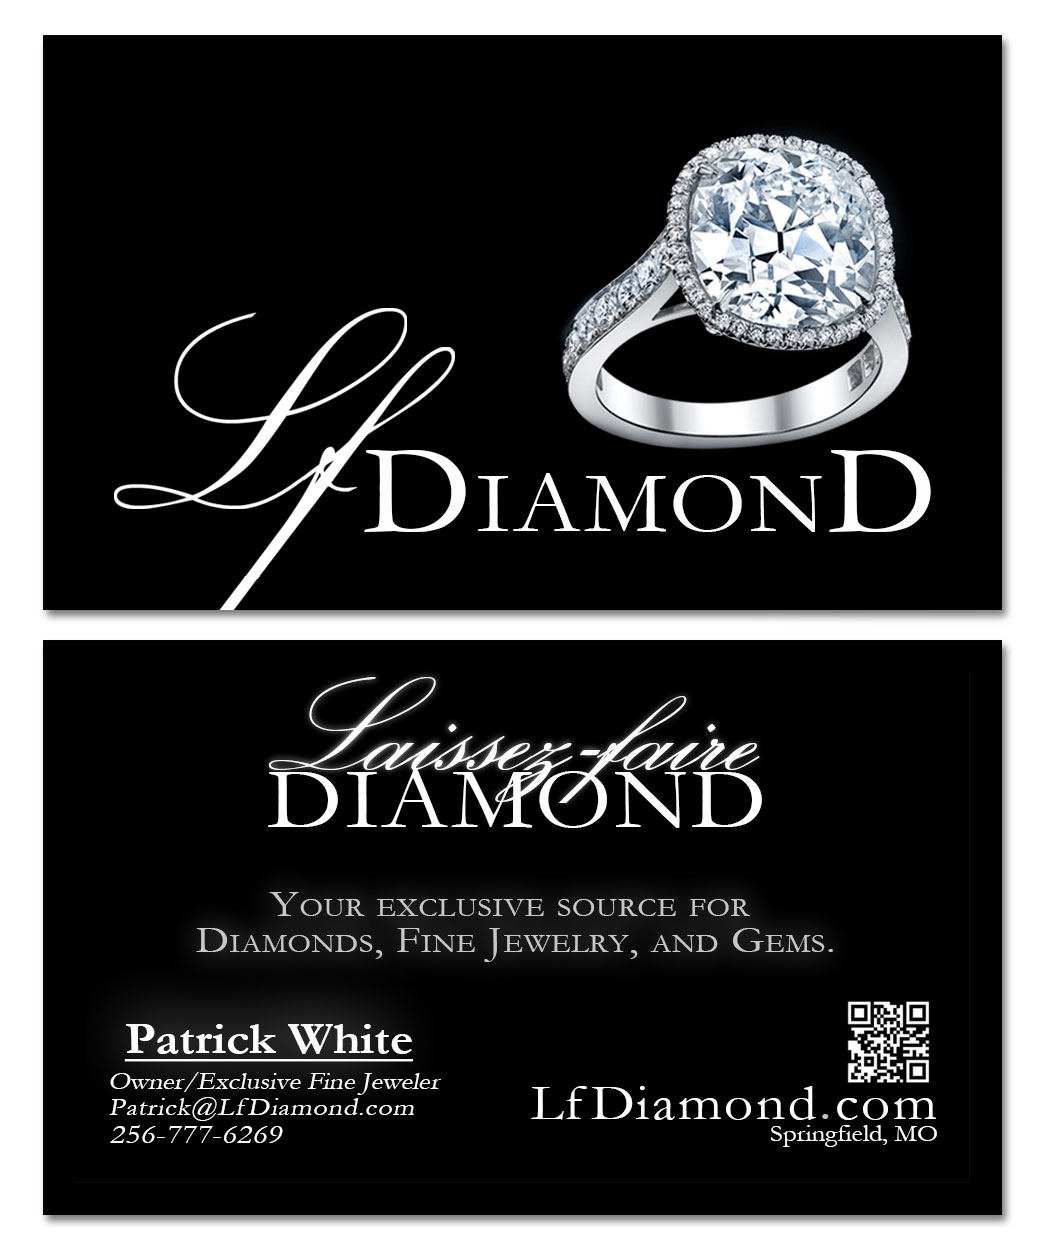 Lf DIAMOND
Laissez-faire
DIAMOND
YOUR EXCLUSIVE SOURCE FOR
DIAMONDS, FINE JEWELRY, AND GEMS.
Patrick White
Owner/Exclusive Fine Jeweler
Patrick@LfDiamond.com
256-777-6269
LfDiamond.com
Springfield, MO